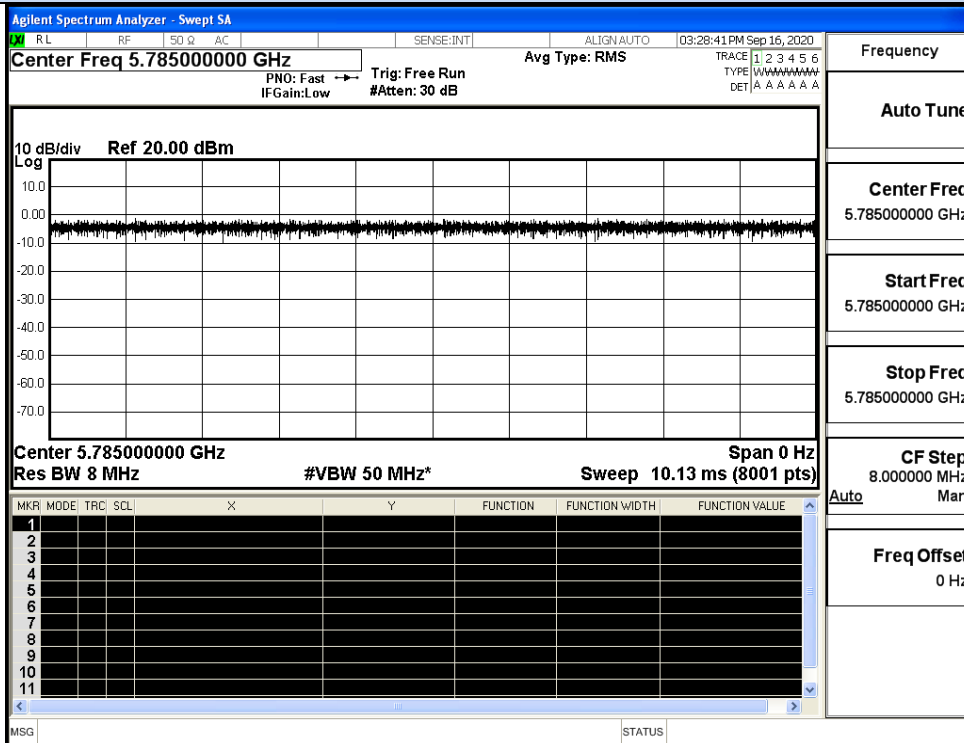 Agilent Spectrum Analyzer - Swept SA
LXI RL RF 50 Ω AC SENSE:INT ALIGN AUTO 03:28:41 PM Sep 16, 2020
Center Freq 5.785000000 GHz
PNO: Fast
IFGain:Low
Trig: Free Run
#Atten: 30 dB
Avg Type: RMS
TRACE 1 2 3 4 5 6
TYPE WWWWWW
DET A A A A A A
10 dB/div Ref 20.00 dBm
Log
10.0
0.00
-10.0
-20.0
-30.0
-40.0
-50.0
-60.0
-70.0
Center 5.785000000 GHz Span 0 Hz
Res BW 8 MHz #VBW 50 MHz* Sweep 10.13 ms (8001 pts)
MKR MODE TRC SCL X Y FUNCTION FUNCTION WIDTH FUNCTION VALUE
1
2
3
4
5
6
7
8
9
10
11
MSG STATUS
Frequency
Auto Tune
Center Freq
5.785000000 GHz
Start Freq
5.785000000 GHz
Stop Freq
5.785000000 GHz
CF Step
8.000000 MHz
Auto Man
Freq Offset
0 Hz